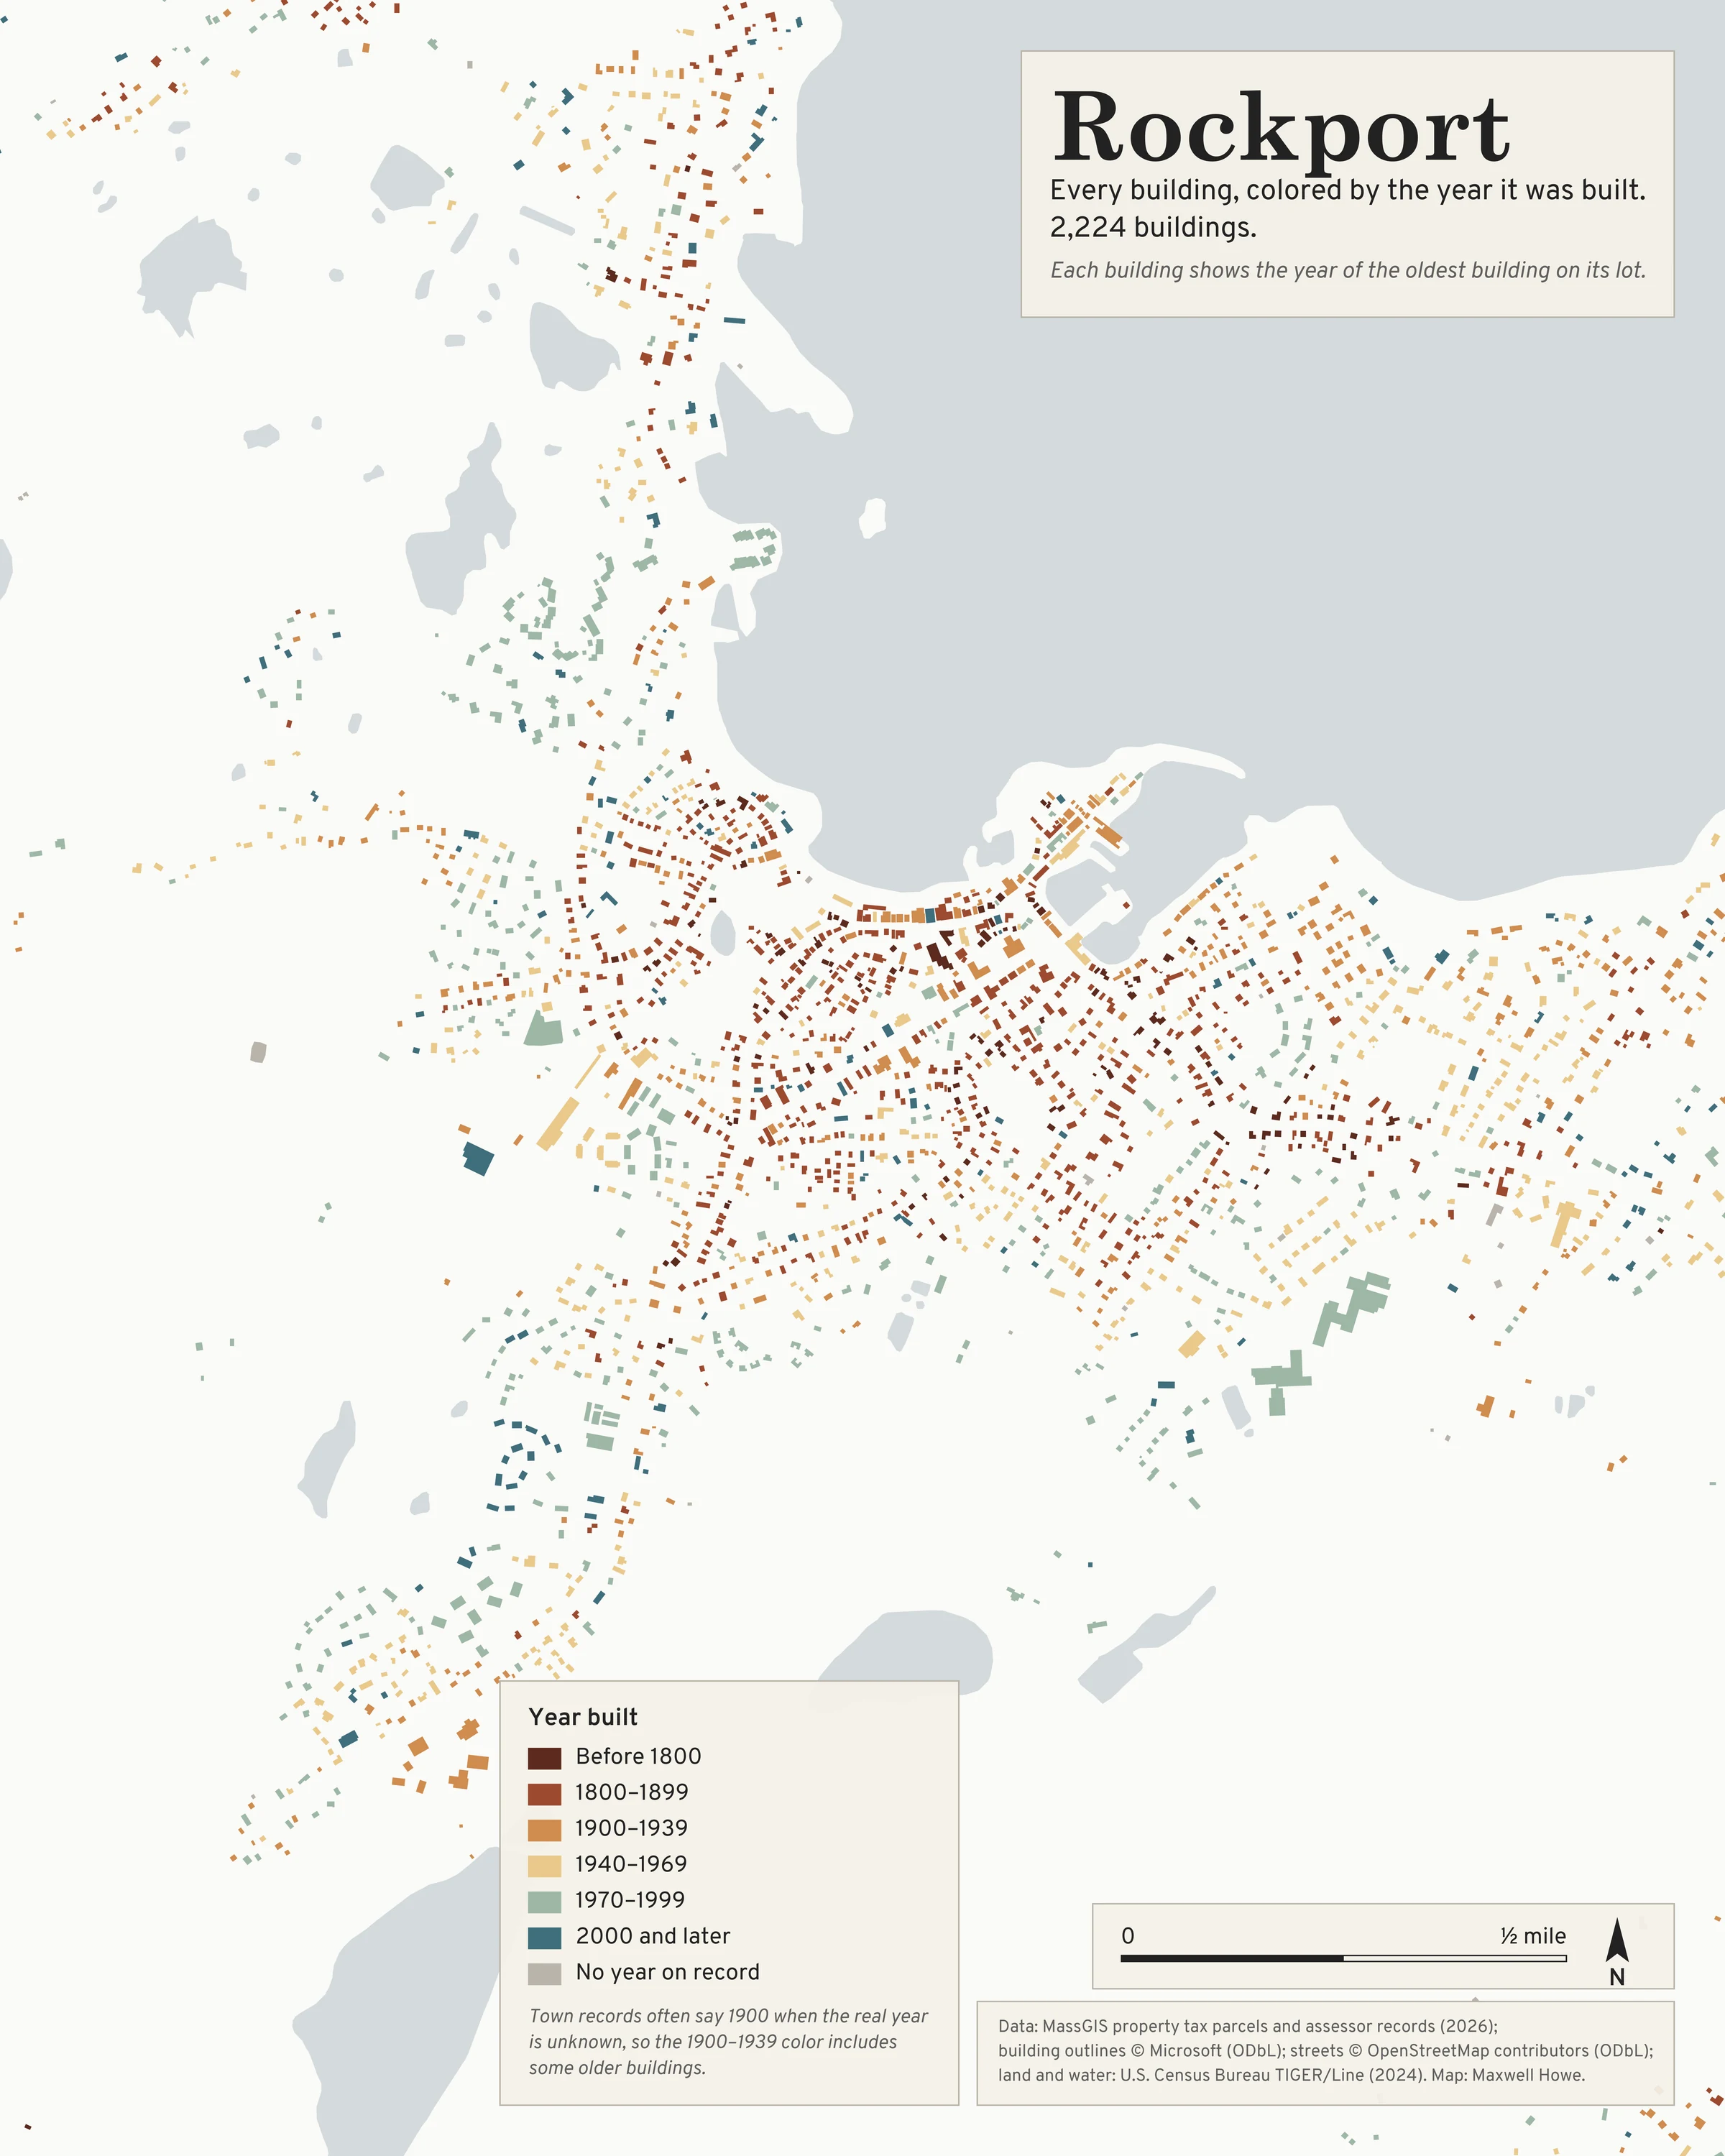 Rockport
Every building, colored by the year it was built.
2,224 buildings.
Each building shows the year of the oldest building on its lot.
Year built
Before 1800
1800–1899
1900–1939
1940–1969
1970–1999
2000 and later
No year on record
Town records often say 1900 when the real year
is unknown, so the 1900–1939 color includes
some older buildings.
0 ½ mile
N
Data: MassGIS property tax parcels and assessor records (2026);
building outlines © Microsoft (ODbL); streets © OpenStreetMap contributors (ODbL);
land and water: U.S. Census Bureau TIGER/Line (2024). Map: Maxwell Howe.